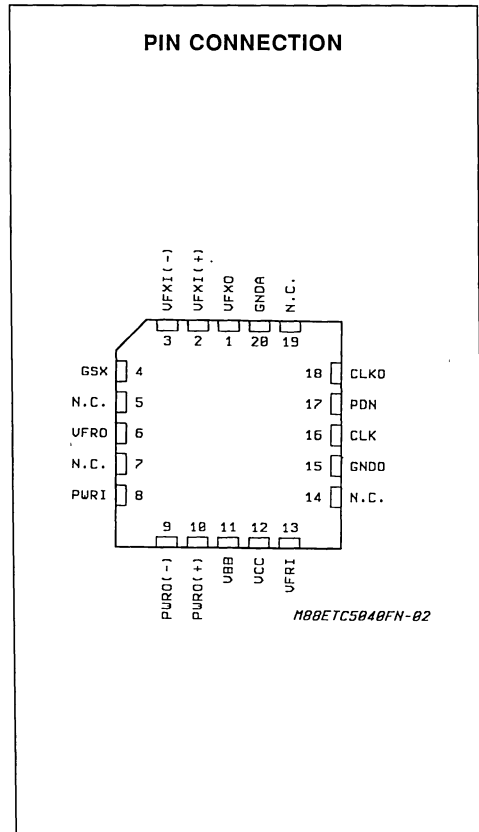 PIN CONNECTION
VFXI(-)
VFXI(+)
VFXO
GNDA
N.C.
3 2 1 20 19
GSX 4
N.C. 5
VFRO 6
N.C. 7
PWRI 8
18 CLKO
17 PDN
16 CLK
15 GNDD
14 N.C.
9 10 11 12 13
PWRO(-)
PWRO(+)
VBB
VCC
VFRI
M88ETC5040FN-02